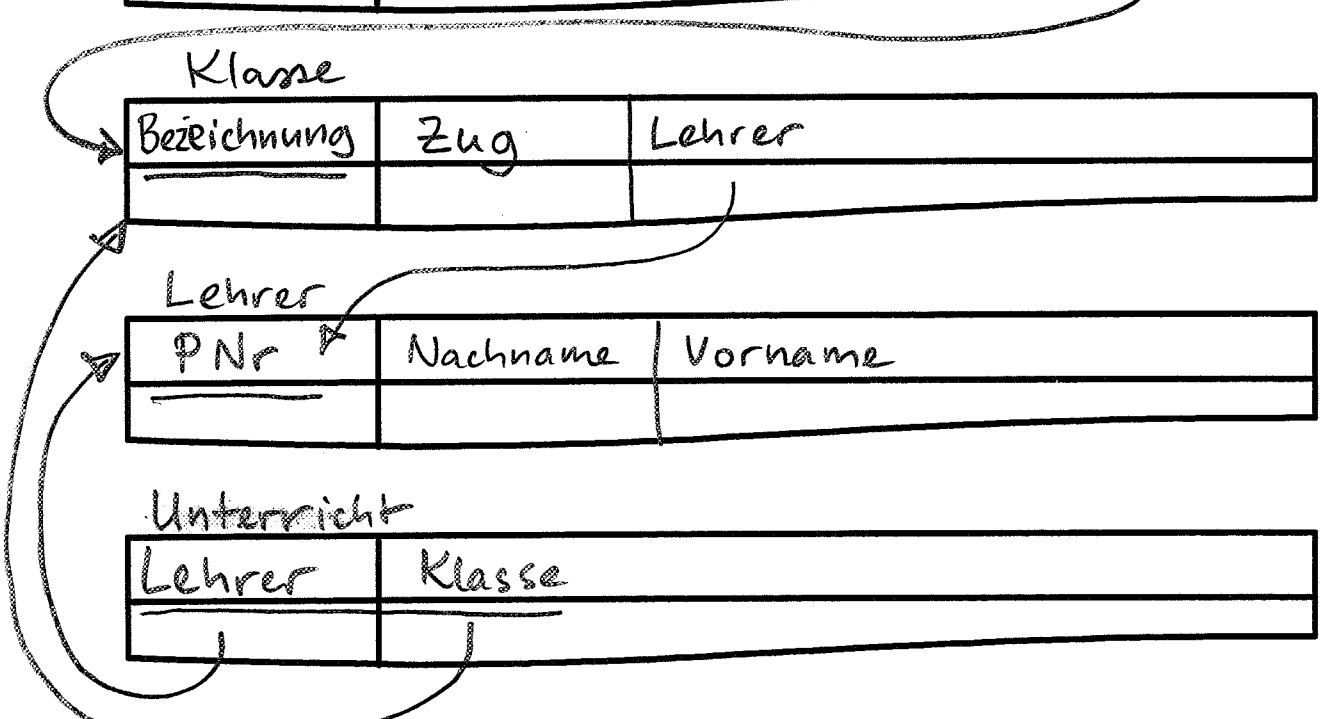 Klasse
Bezeichnung Zug Lehrer
Lehrer
PNr Nachname Vorname
Unterricht
Lehrer Klasse